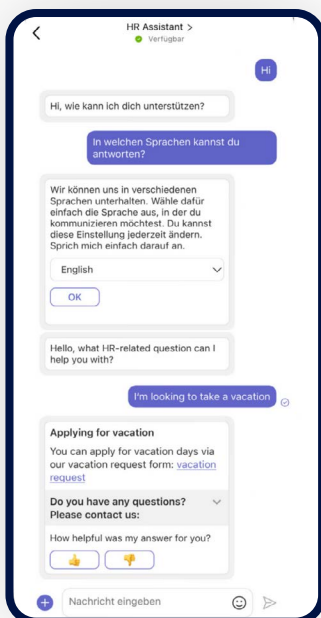 HR Assistant >
Verfügbar
Hi
Hi, wie kann ich dich unterstützen?
In welchen Sprachen kannst du
antworten?
Wir können uns in verschiedenen
Sprachen unterhalten. Wähle dafür
einfach die Sprache aus, in der du
kommunizieren möchtest. Du kannst
diese Einstellung jederzeit ändern.
Sprich mich einfach darauf an.
English
OK
Hello, what HR-related question can I
help you with?
I'm looking to take a vacation
Applying for vacation
You can apply for vacation days via
our vacation request form: vacation
request
Do you have any questions?
Please contact us:
How helpful was my answer for you?
Nachricht eingeben